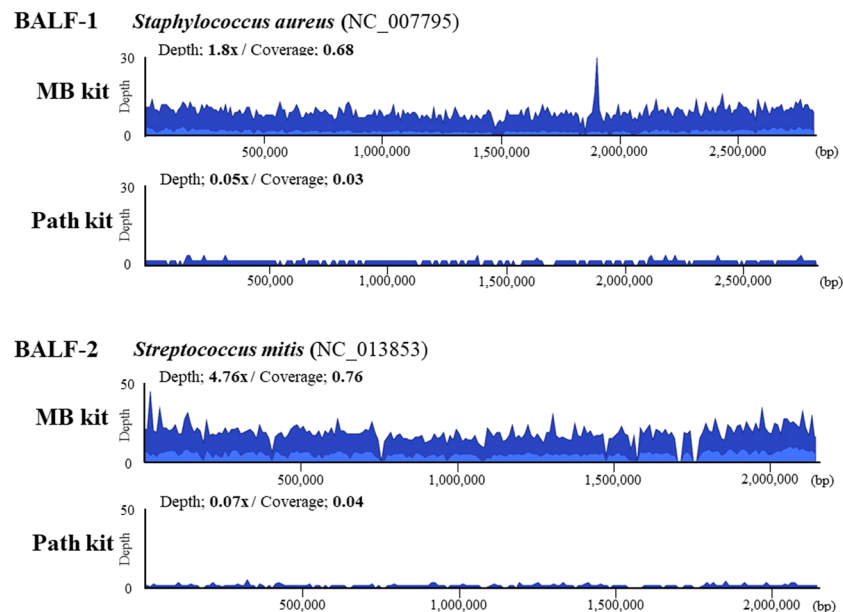 BALF-1 Staphylococcus aureus (NC_007795)
Depth; 1.8x / Coverage; 0.68
MB kit
Depth
30
0
500,000 1,000,000 1,500,000 2,000,000 2,500,000 (bp)
Depth; 0.05x / Coverage; 0.03
Path kit
Depth
30
0
500,000 1,000,000 1,500,000 2,000,000 2,500,000 (bp)
BALF-2 Streptococcus mitis (NC_013853)
Depth; 4.76x / Coverage; 0.76
MB kit
Depth
50
0
500,000 1,000,000 1,500,000 2,000,000 (bp)
Depth; 0.07x / Coverage; 0.04
Path kit
Depth
50
0
500,000 1,000,000 1,500,000 2,000,000 (bp)